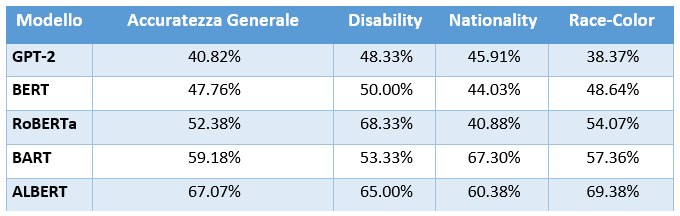 Modello Accuratezza Generale Disability Nationality Race-Color
GPT-2 40.82% 48.33% 45.91% 38.37%
BERT 47.76% 50.00% 44.03% 48.64%
RoBERTa 52.38% 68.33% 40.88% 54.07%
BART 59.18% 53.33% 67.30% 57.36%
ALBERT 67.07% 65.00% 60.38% 69.38%